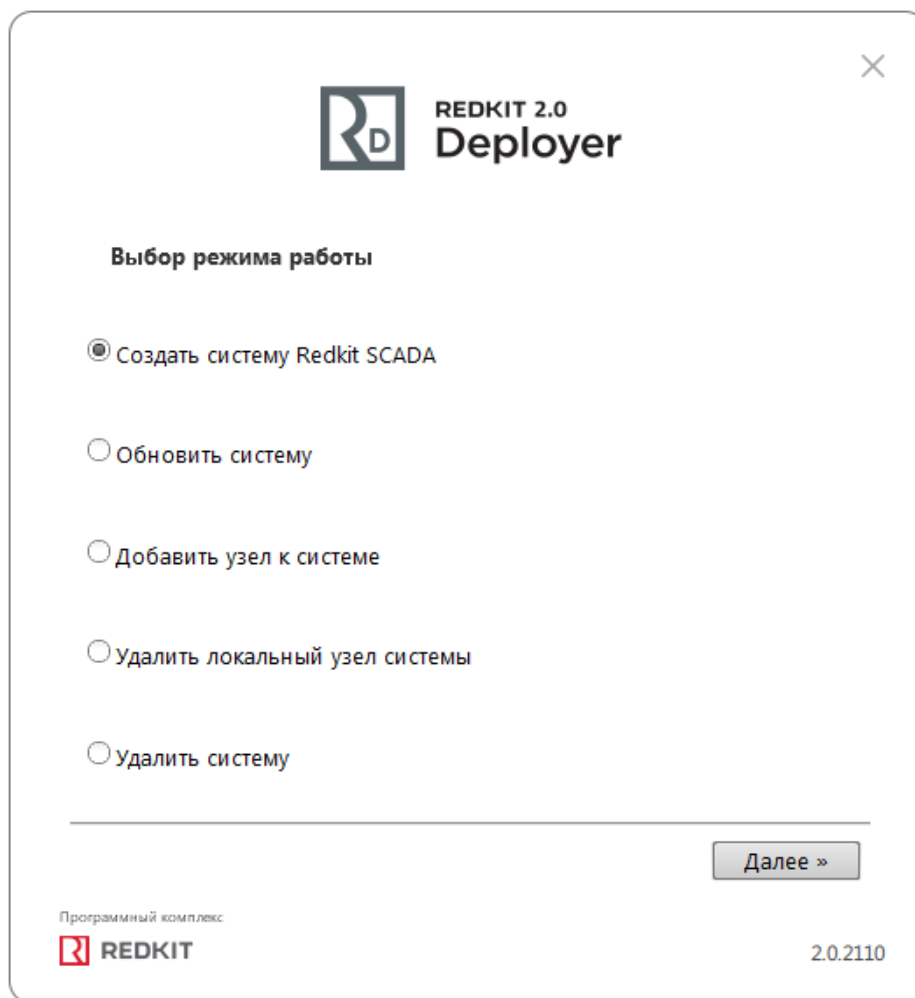 REDKIT 2.0
Deployer
Выбор режима работы
Создать систему Redkit SCADA
Обновить систему
Добавить узел к системе
Удалить локальный узел системы
Удалить систему
Далее »
Программный комплекс
REDKIT
2.0.2110